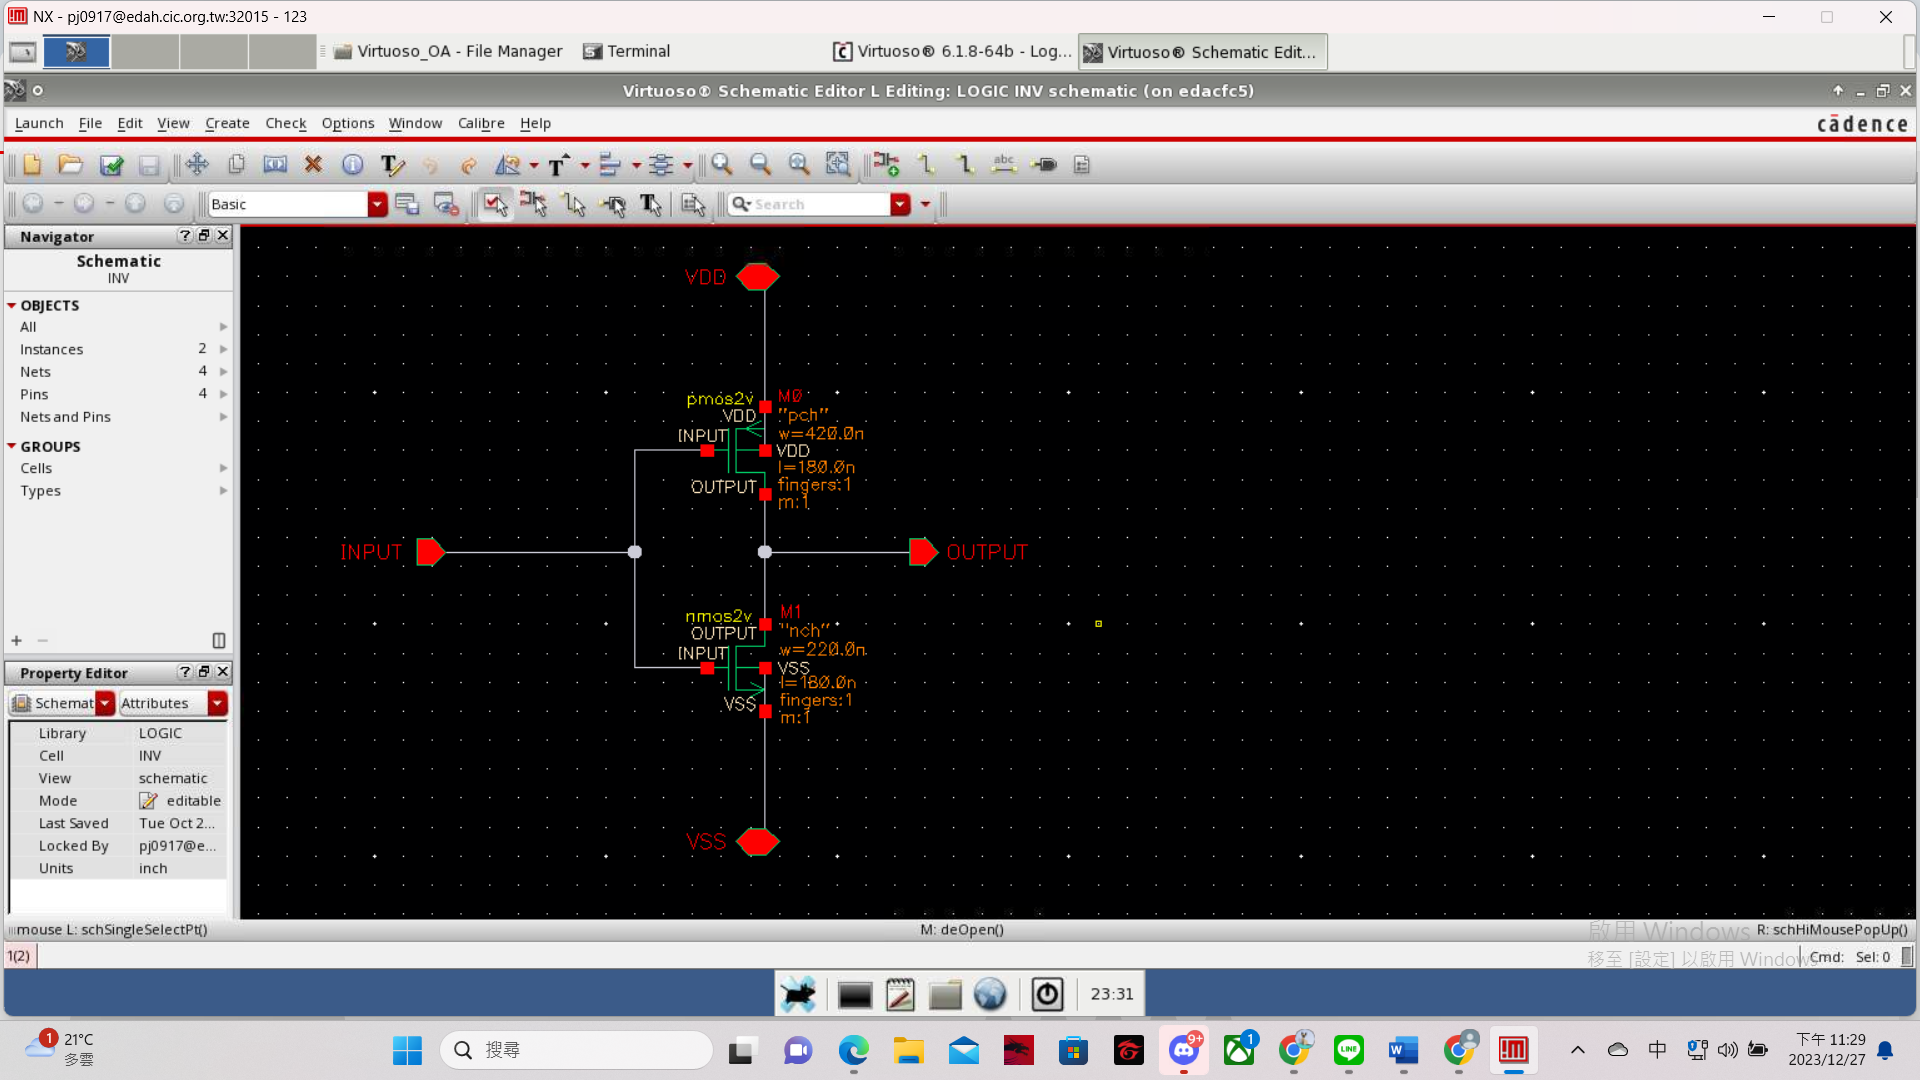 NX - pj0917@edah.cic.org.tw:32015 - 123
Virtuoso_OA - File Manager
Terminal
Virtuoso® 6.1.8-64b - Log...
Virtuoso® Schematic Edit...
Virtuoso® Schematic Editor L Editing: LOGIC INV schematic (on edacfc5)
Launch File Edit View Create Check Options Window Calibre Help
cādence
abc
Basic
Search
Navigator
Schematic
INV
OBJECTS
All
Instances 2
Nets 4
Pins 4
Nets and Pins
GROUPS
Cells
Types
Property Editor
Schemat Attributes
Library LOGIC
Cell INV
View schematic
Mode editable
Last Saved Tue Oct 2...
Locked By pj0917@e...
Units inch
VDD
pmos2v M0
VDD "pch"
INPUT w=420.0n
VDD
l=180.0n
OUTPUT fingers:1
m:1
INPUT
OUTPUT
nmos2v M1
OUTPUT "nch"
INPUT w=220.0n
VSS
l=180.0n
VSS fingers:1
m:1
VSS
mouse L: schSingleSelectPt()
M: deOpen()
R: schHiMousePopUp()
啟用 Windows
移至 [設定] 以啟用 Windows
1(2)
Cmd: Sel: 0
23:31
1
21°C
多雲
搜尋
9+
1
LINE
中
下午 11:29
2023/12/27